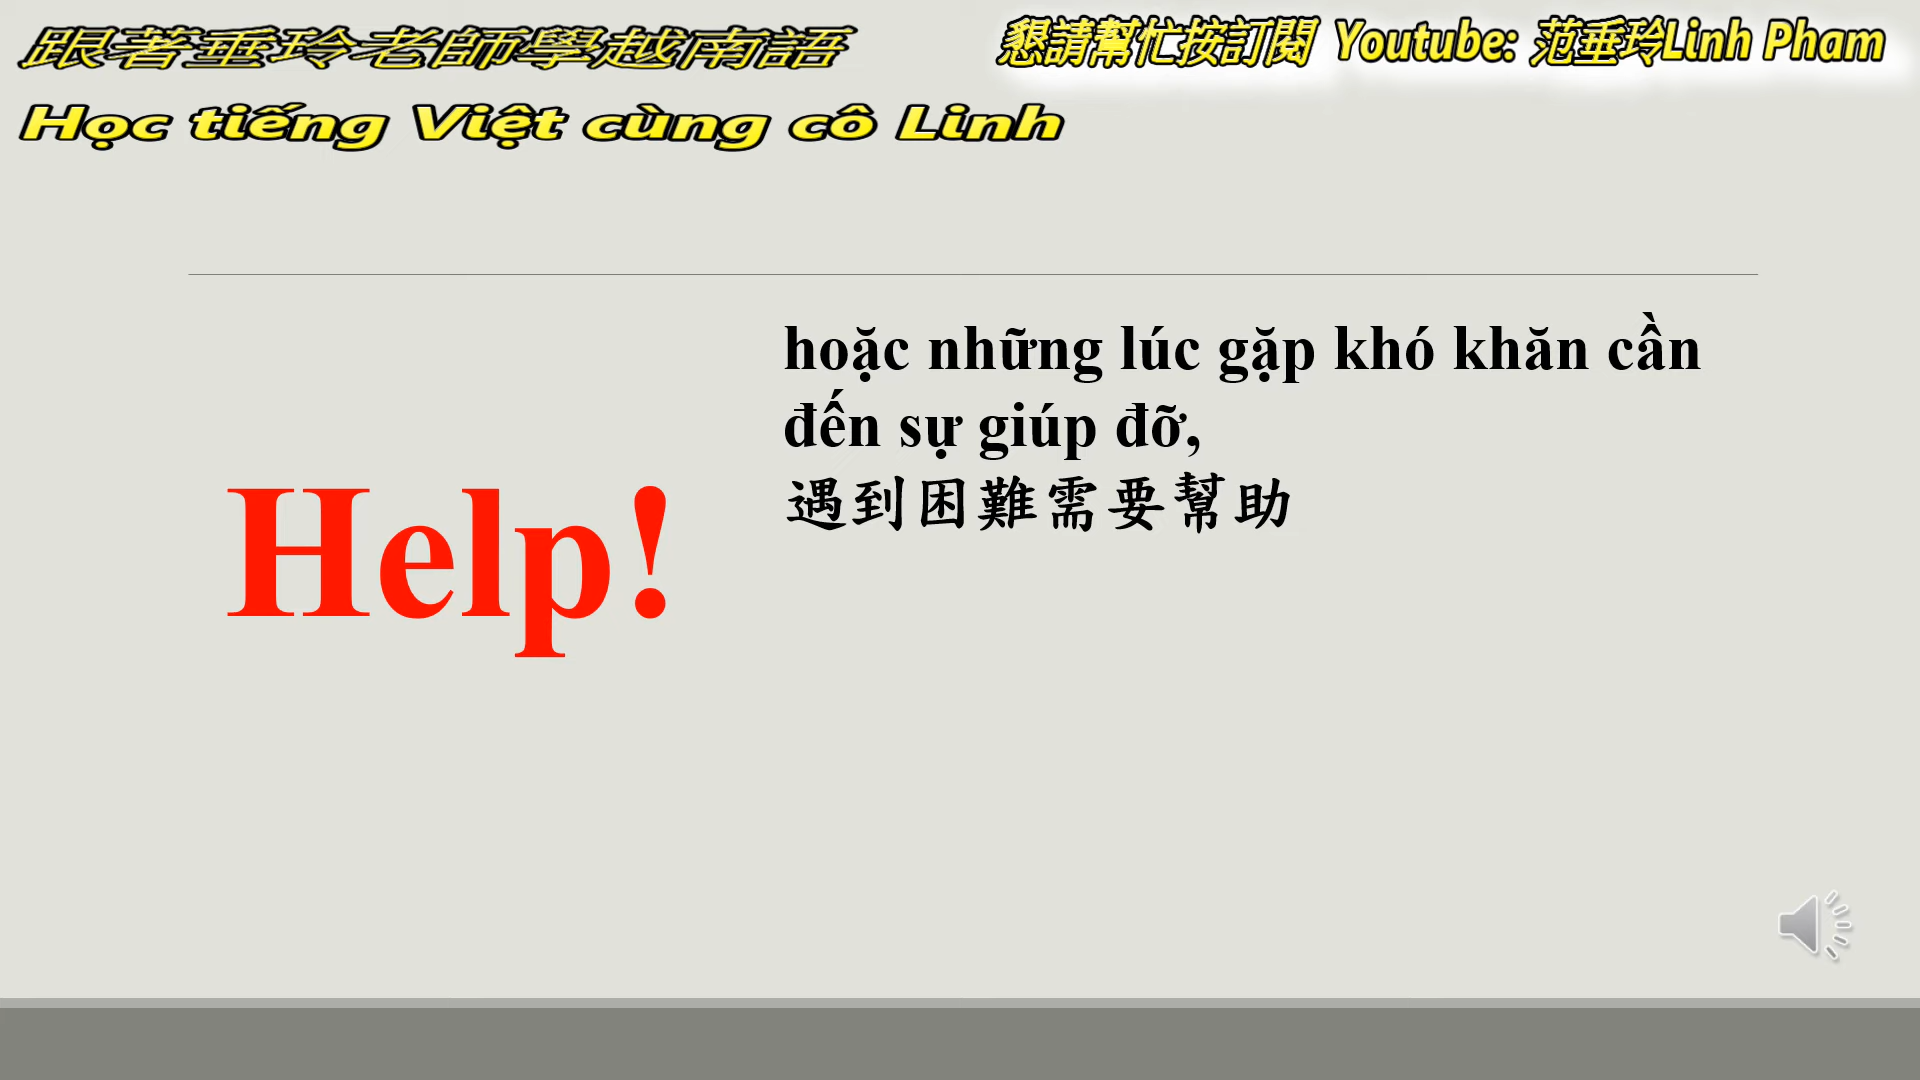 跟著垂玲老師學越南語
懇請幫忙按訂閱 Youtube: 范垂玲Linh Pham
Học tiếng Việt cùng cô Linh
hoặc những lúc gặp khó khăn cần
đến sự giúp đỡ,
遇到困難需要幫助
Help!